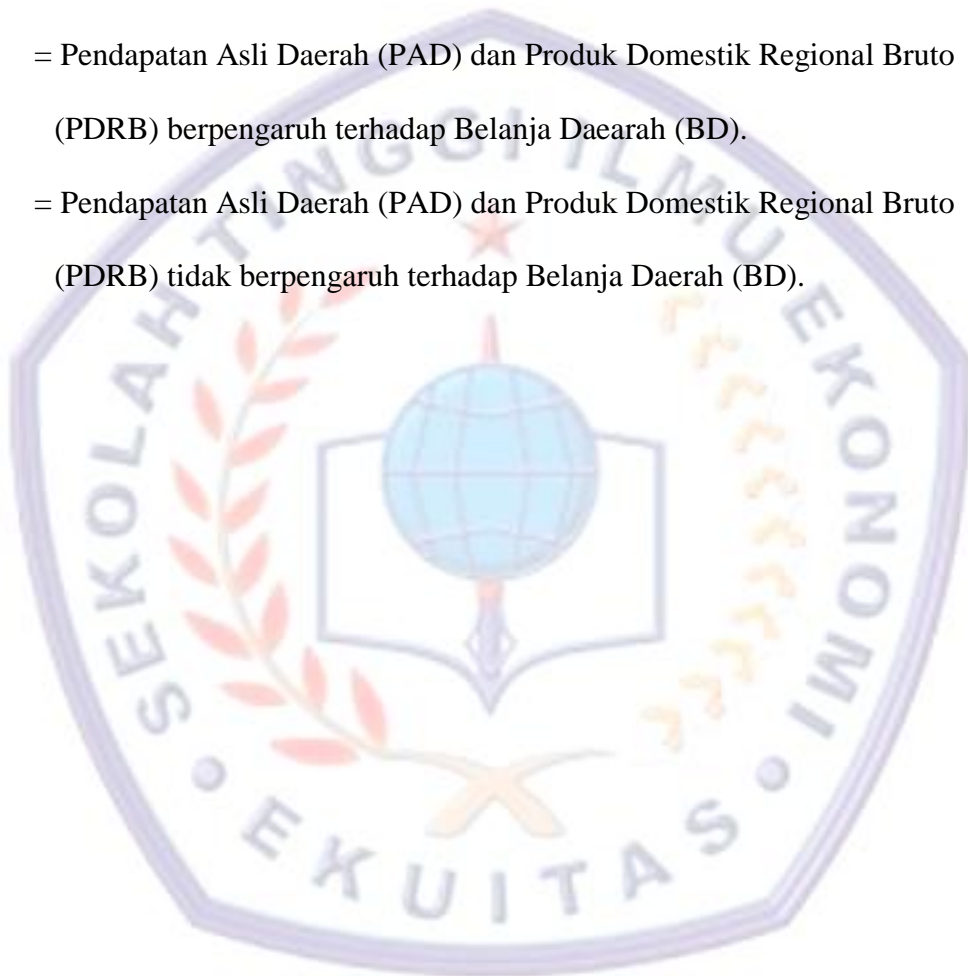 = Pendapatan Asli Daerah (PAD) dan Produk Domestik Regional Bruto
(PDRB) berpengaruh terhadap Belanja Daearah (BD).
= Pendapatan Asli Daerah (PAD) dan Produk Domestik Regional Bruto
(PDRB) tidak berpengaruh terhadap Belanja Daerah (BD).
SEKOLAH TINGGI ILMU EKONOMI
• EKUITAS •